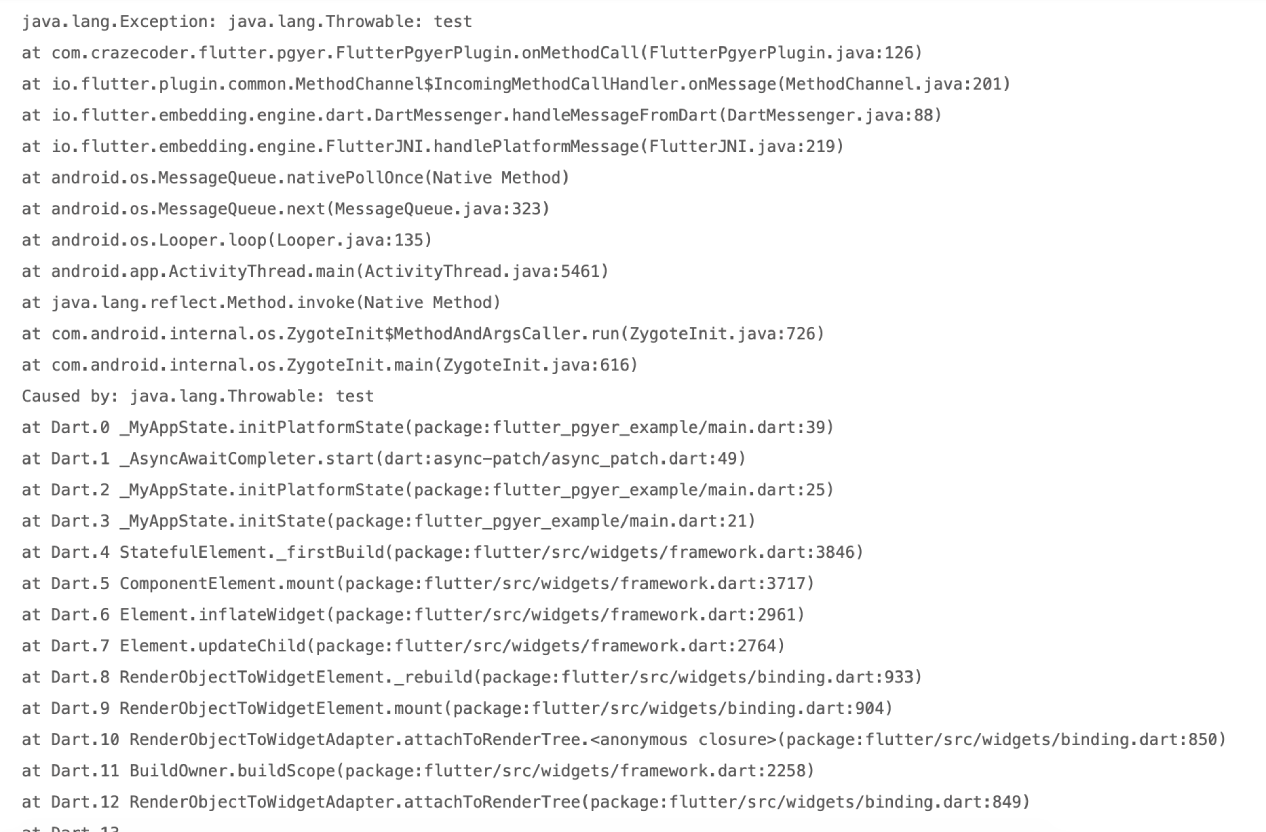 java.lang.Exception: java.lang.Throwable: test
at com.crazecoder.flutter.pgyer.FlutterPgyerPlugin.onMethodCall(FlutterPgyerPlugin.java:126)
at io.flutter.plugin.common.MethodChannel$IncomingMethodCallHandler.onMessage(MethodChannel.java:201)
at io.flutter.embedding.engine.dart.DartMessenger.handleMessageFromDart(DartMessenger.java:88)
at io.flutter.embedding.engine.FlutterJNI.handlePlatformMessage(FlutterJNI.java:219)
at android.os.MessageQueue.nativePollOnce(Native Method)
at android.os.MessageQueue.next(MessageQueue.java:323)
at android.os.Looper.loop(Looper.java:135)
at android.app.ActivityThread.main(ActivityThread.java:5461)
at java.lang.reflect.Method.invoke(Native Method)
at com.android.internal.os.ZygoteInit$MethodAndArgsCaller.run(ZygoteInit.java:726)
at com.android.internal.os.ZygoteInit.main(ZygoteInit.java:616)
Caused by: java.lang.Throwable: test
at Dart.0 _MyAppState.initPlatformState(package:flutter_pgyer_example/main.dart:39)
at Dart.1 _AsyncAwaitCompleter.start(dart:async-patch/async_patch.dart:49)
at Dart.2 _MyAppState.initPlatformState(package:flutter_pgyer_example/main.dart:25)
at Dart.3 _MyAppState.initState(package:flutter_pgyer_example/main.dart:21)
at Dart.4 StatefulElement._firstBuild(package:flutter/src/widgets/framework.dart:3846)
at Dart.5 ComponentElement.mount(package:flutter/src/widgets/framework.dart:3717)
at Dart.6 Element.inflateWidget(package:flutter/src/widgets/framework.dart:2961)
at Dart.7 Element.updateChild(package:flutter/src/widgets/framework.dart:2764)
at Dart.8 RenderObjectToWidgetElement._rebuild(package:flutter/src/widgets/binding.dart:933)
at Dart.9 RenderObjectToWidgetElement.mount(package:flutter/src/widgets/binding.dart:904)
at Dart.10 RenderObjectToWidgetAdapter.attachToRenderTree.<anonymous closure>(package:flutter/src/widgets/binding.dart:850)
at Dart.11 BuildOwner.buildScope(package:flutter/src/widgets/framework.dart:2258)
at Dart.12 RenderObjectToWidgetAdapter.attachToRenderTree(package:flutter/src/widgets/binding.dart:849)
at Dart.13